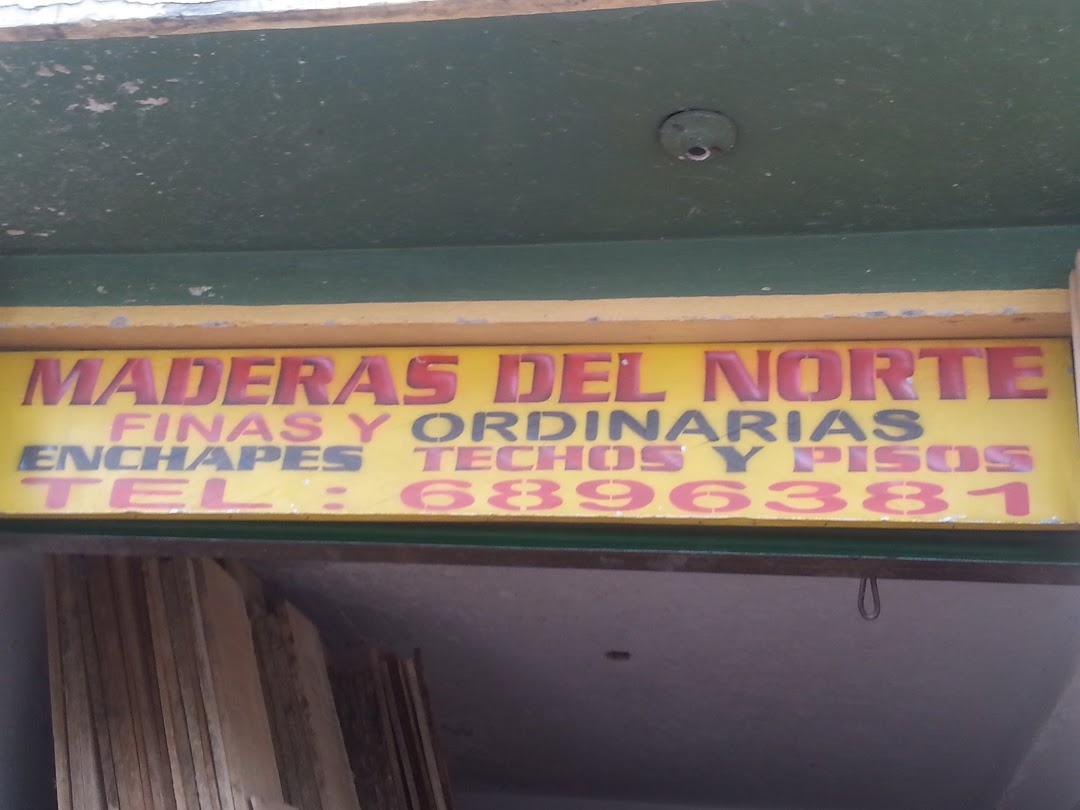 MADERAS DEL NORTE
FINAS Y ORDINARIAS
ENCHAPES TECHOS Y PISOS
TEL : 6896381